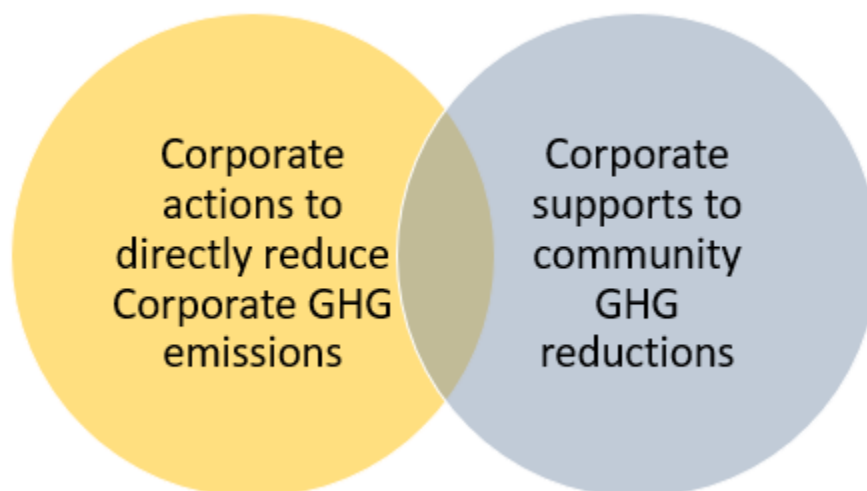 Corporate
actions to
directly reduce
Corporate GHG
emissions
Corporate
supports to
community
GHG
reductions